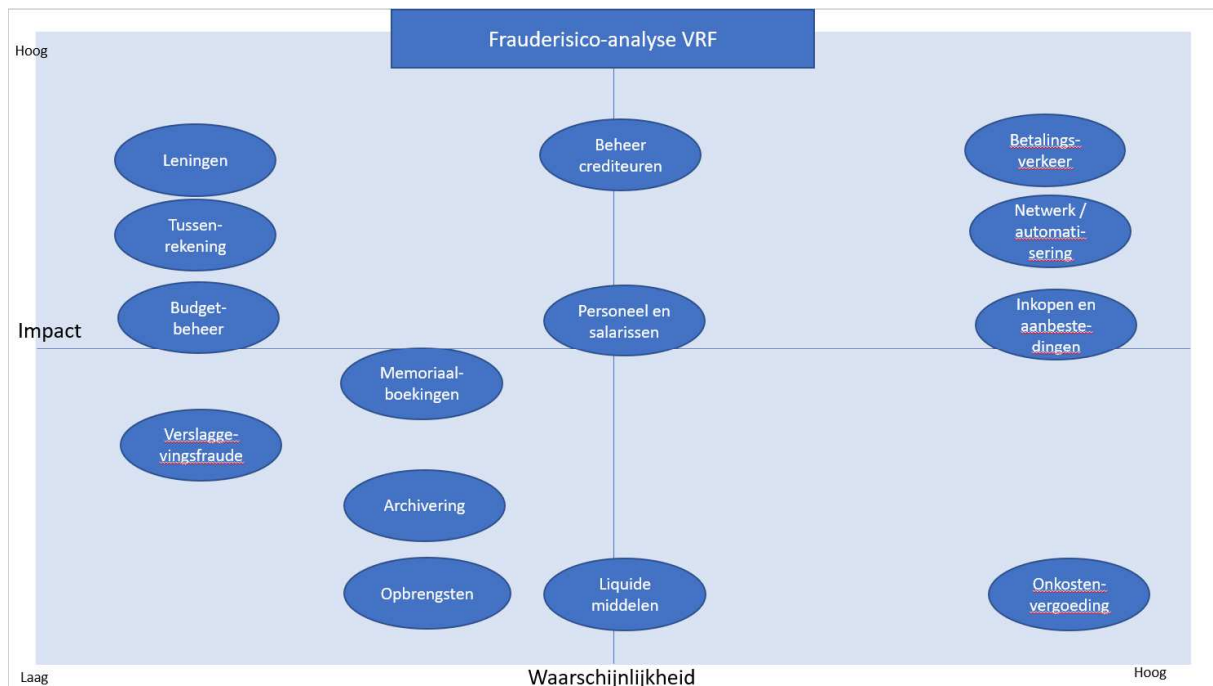 Frauderisico-analyse VRF
Hoog
Leningen
Beheer
crediteuren
Betalings-
verkeer
Tussen-
rekening
Netwerk /
automati-
sering
Budget-
beheer
Personeel en
salarissen
Inkopen en
aanbeste-
dingen
Impact
Memoriaal-
boekingen
Verslagge-
vingsfraude
Archivering
Opbrengsten
Liquide
middelen
Onkosten-
vergoeding
Laag
Waarschijnlijkheid
Hoog